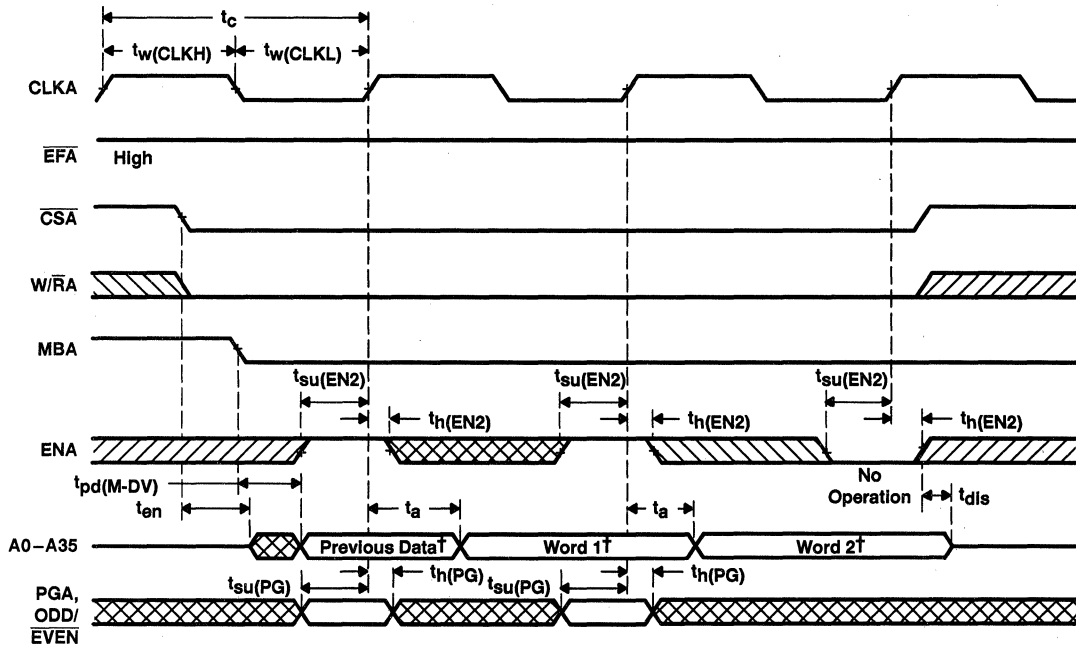 tc
tw(CLKH)
tw(CLKL)
CLKA
EFA
High
CSA
W/RA
MBA
tsu(EN2)
tsu(EN2)
tsu(EN2)
th(EN2)
th(EN2)
th(EN2)
ENA
No
Operation
tpd(M-DV)
ten
ta
ta
tdis
A0–A35
Previous Data†
Word 1†
Word 2†
tsu(PG)
th(PG)
tsu(PG)
th(PG)
PGA,
ODD/
EVEN